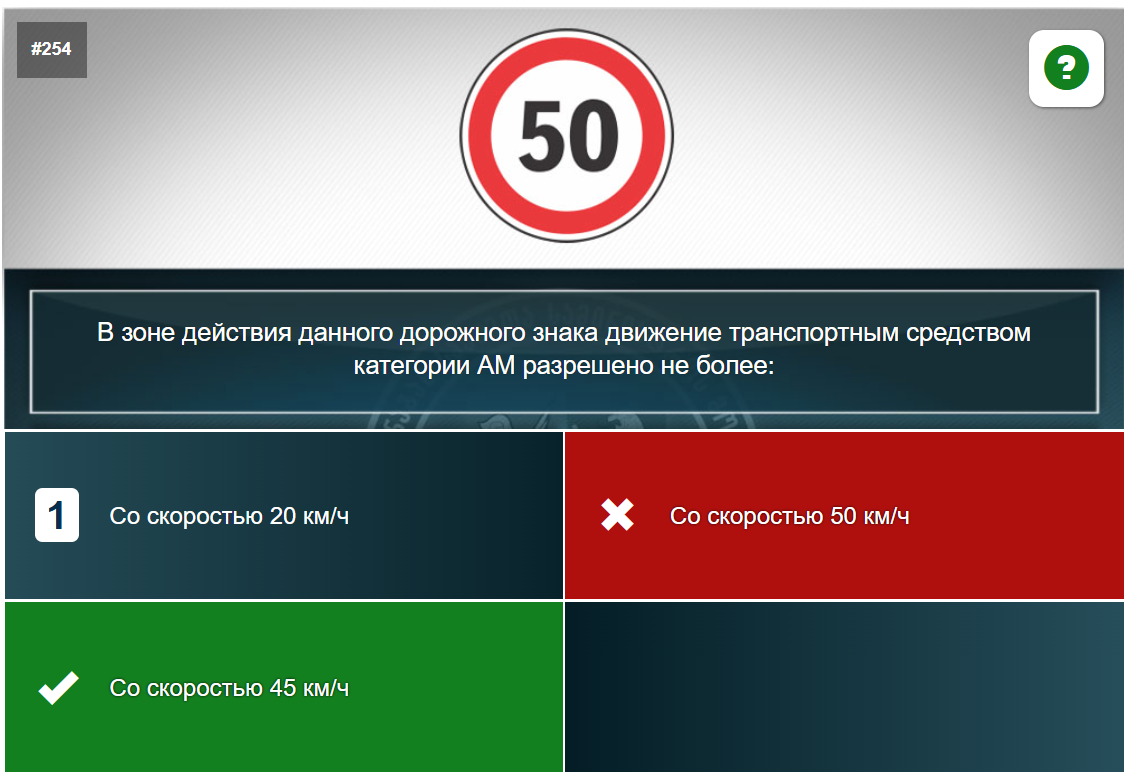 #254
50
?
В зоне действия данного дорожного знака движение транспортным средством
категории АМ разрешено не более:
1 Со скоростью 20 км/ч
Со скоростью 50 км/ч
Со скоростью 45 км/ч